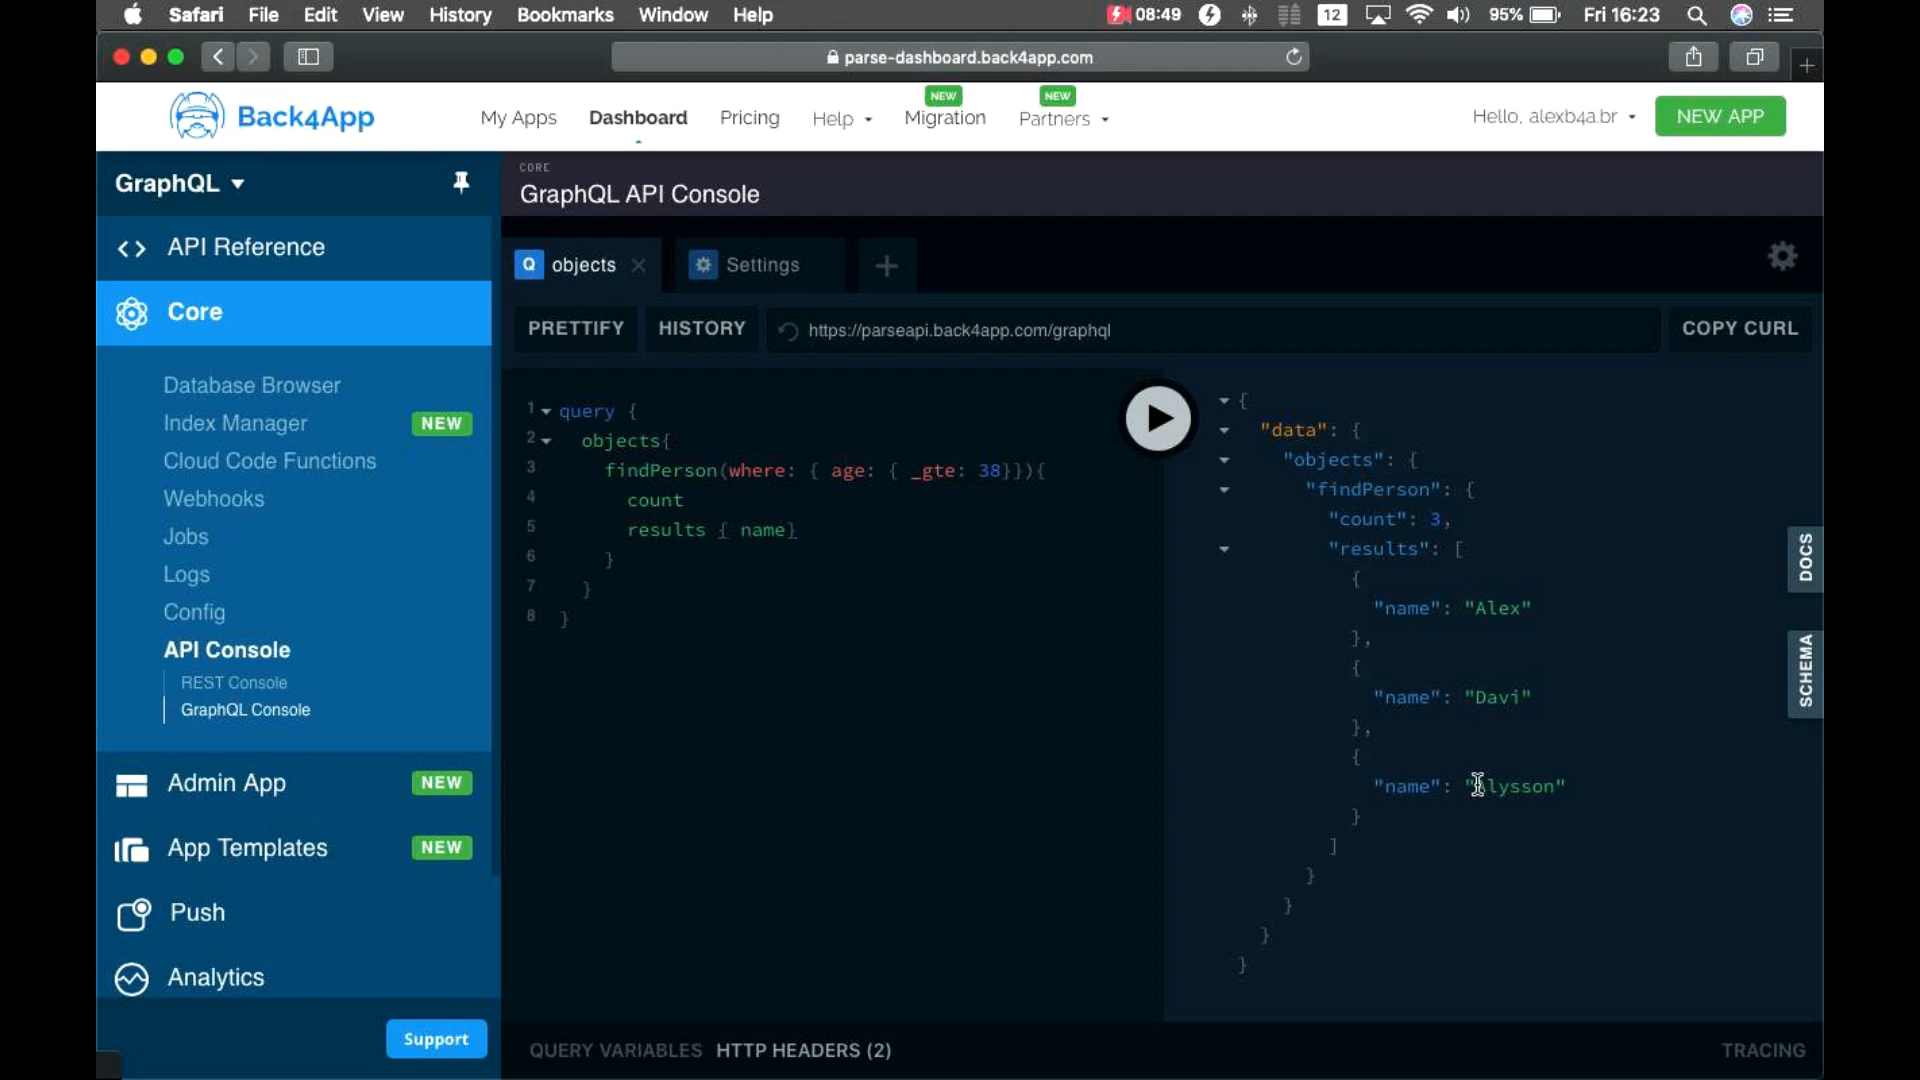 Safari File Edit View History Bookmarks Window Help 08:49 12 95% Fri 16:23
parse-dashboard.back4app.com
Back4App My Apps Dashboard Pricing Help NEW Migration NEW Partners Hello, alexb4a.br NEW APP
GraphQL
API Reference
Core
Database Browser
Index Manager NEW
Cloud Code Functions
Webhooks
Jobs
Logs
Config
API Console
REST Console
GraphQL Console
Admin App NEW
App Templates NEW
Push
Analytics
Support
CORE
GraphQL API Console
Q objects Settings
PRETTIFY HISTORY https://parseapi.back4app.com/graphql COPY CURL
1 query {
2 objects{
3 findPerson(where: { age: { _gte: 38}}){
4 count
5 results { name}
6 }
7 }
8 }
{
"data": {
"objects": {
"findPerson": {
"count": 3,
"results": [
{
"name": "Alex"
},
{
"name": "Davi"
},
{
"name": "Alysson"
}
]
}
}
}
}
DOCS
SCHEMA
QUERY VARIABLES HTTP HEADERS (2) TRACING